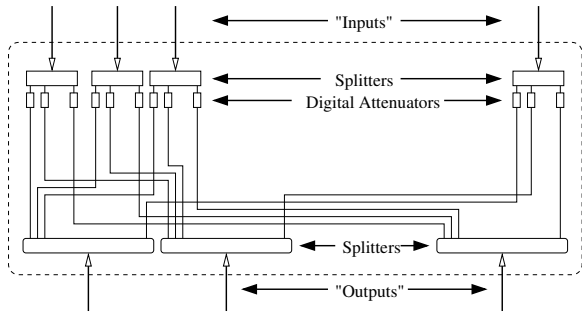 "Inputs"
Splitters
Digital Attenuators
Splitters
"Outputs"